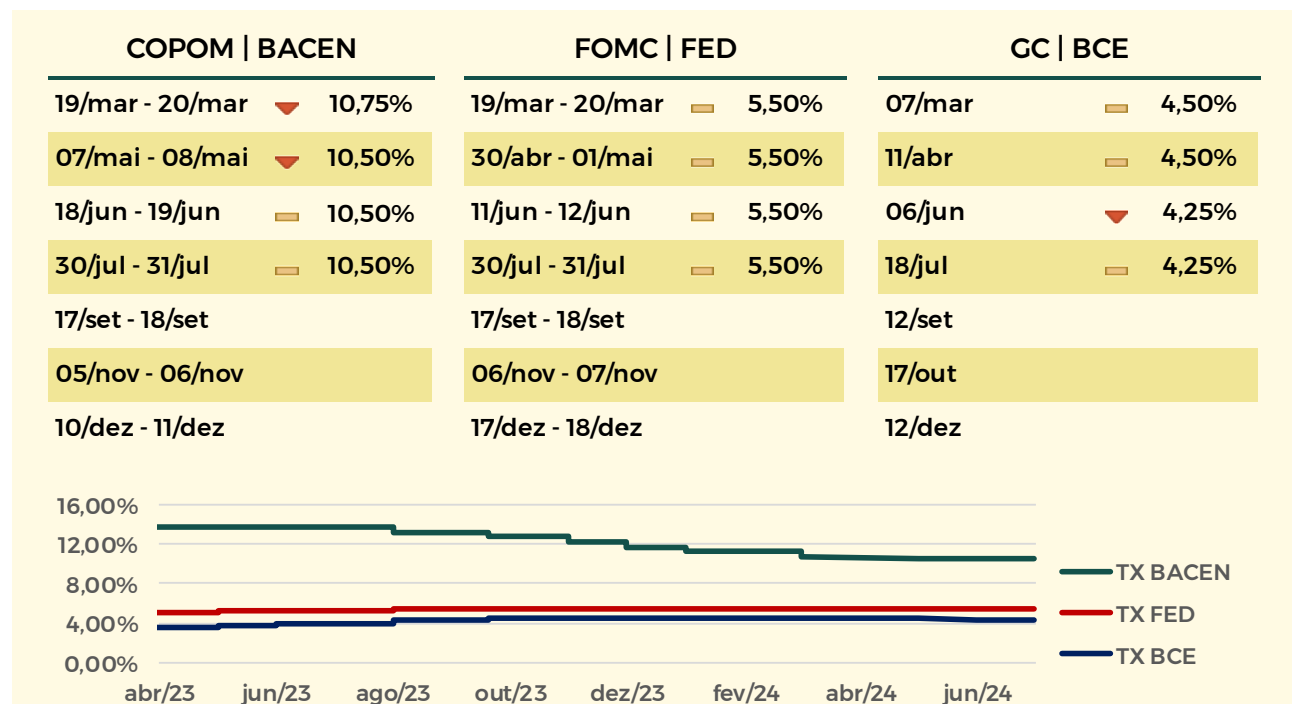 COPOM | BACEN
19/mar - 20/mar 10,75%
07/mai - 08/mai 10,50%
18/jun - 19/jun 10,50%
30/jul - 31/jul 10,50%
17/set - 18/set
05/nov - 06/nov
10/dez - 11/dez
FOMC | FED
19/mar - 20/mar 5,50%
30/abr - 01/mai 5,50%
11/jun - 12/jun 5,50%
30/jul - 31/jul 5,50%
17/set - 18/set
06/nov - 07/nov
17/dez - 18/dez
GC | BCE
07/mar 4,50%
11/abr 4,50%
06/jun 4,25%
18/jul 4,25%
12/set
17/out
12/dez
16,00%
12,00%
8,00%
4,00%
0,00%
abr/23 jun/23 ago/23 out/23 dez/23 fev/24 abr/24 jun/24
TX BACEN
TX FED
TX BCE